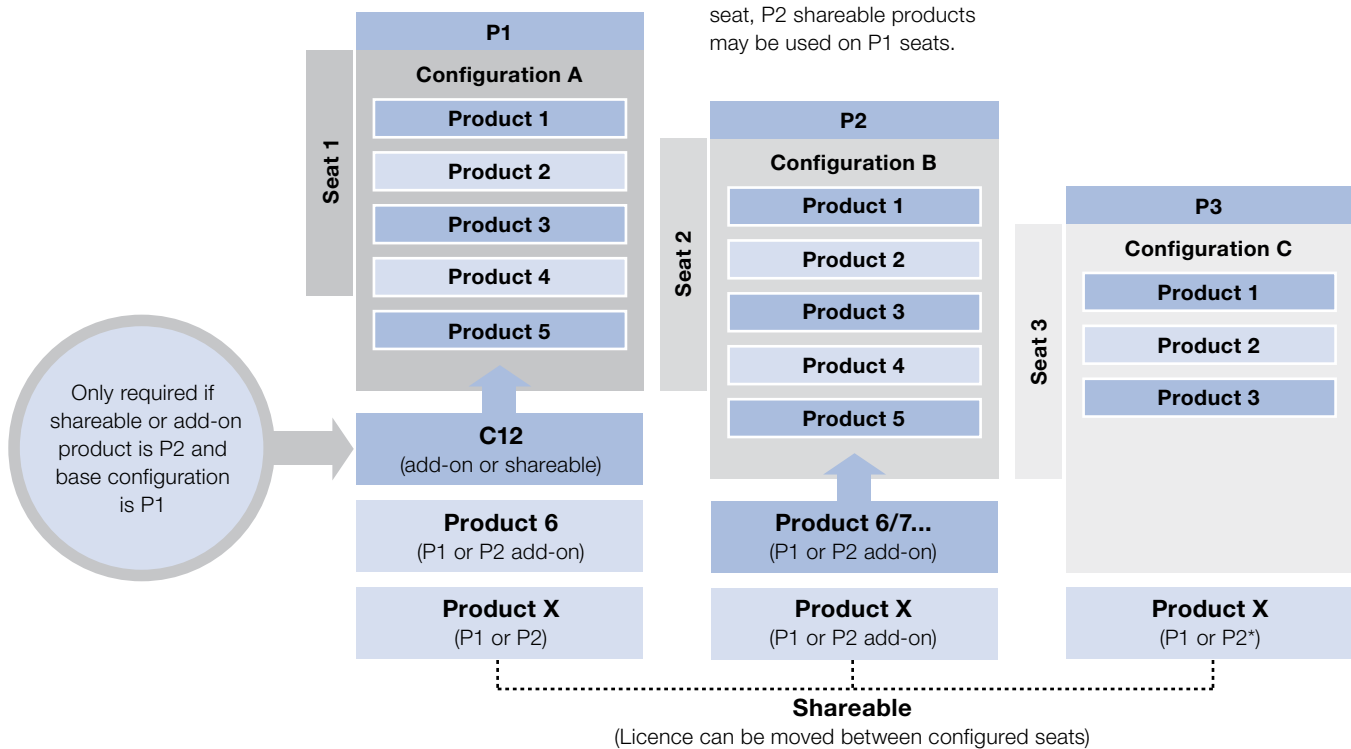 seat, P2 shareable products
may be used on P1 seats.
P1
Configuration A
Seat 1
Product 1
Product 2
Product 3
Product 4
Product 5
P2
Configuration B
Seat 2
Product 1
Product 2
Product 3
Product 4
Product 5
P3
Configuration C
Seat 3
Product 1
Product 2
Product 3
Only required if
shareable or add-on
product is P2 and
base configuration
is P1
C12
(add-on or shareable)
Product 6
(P1 or P2 add-on)
Product X
(P1 or P2)
Product 6/7...
(P1 or P2 add-on)
Product X
(P1 or P2 add-on)
Product X
(P1 or P2*)
Shareable
(Licence can be moved between configured seats)